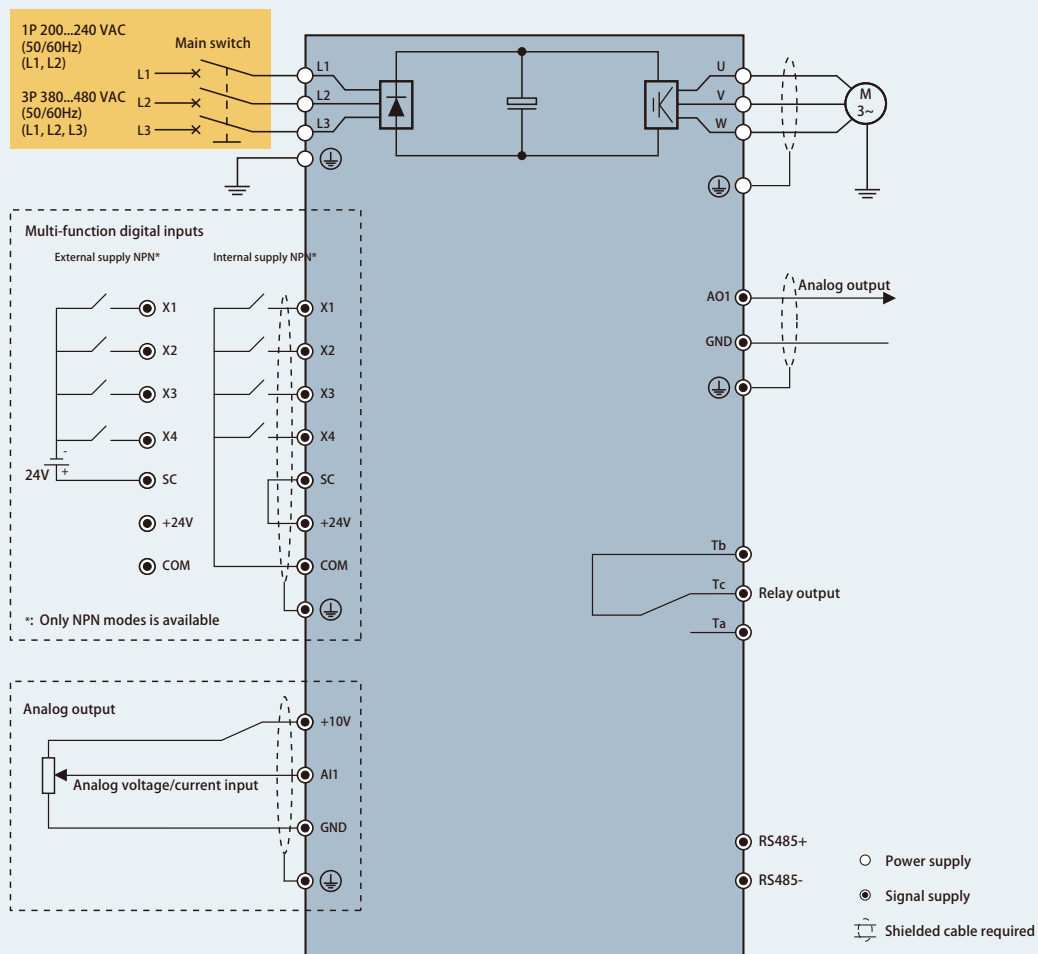 1P 200...240 VAC
(50/60Hz)
(L1, L2)
Main switch
L1
L2
L3
3P 380...480 VAC
(50/60Hz)
(L1, L2, L3)
L1
L2
L3
U
V
W
M
3~
Multi-function digital inputs
External supply NPN*
Internal supply NPN*
X1
X2
X3
X4
-
+
24V
SC
+24V
COM
X1
X2
X3
X4
SC
+24V
COM
*: Only NPN modes is available
AO1
Analog output
GND
Tb
Tc
Relay output
Ta
Analog output
+10V
AI1
Analog voltage/current input
GND
RS485+
RS485-
Power supply
Signal supply
Shielded cable required